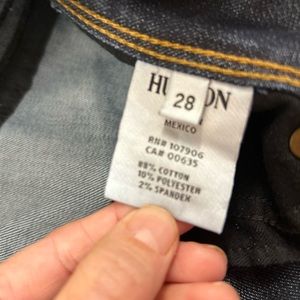 HU ON
28
MEXICO
RN# 107906
CA# 00635
88% COTTON
10% POLYESTER
2% SPANDEX